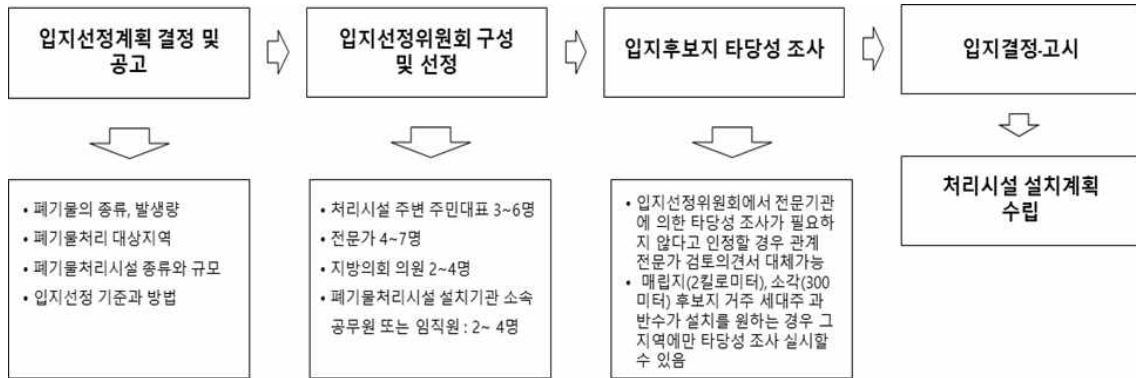 입지선정계획 결정 및
공고
입지선정위원회 구성
및 선정
입지후보지 타당성 조사
입지결정·고시
• 폐기물의 종류, 발생량
• 폐기물처리 대상지역
• 폐기물처리시설 종류와 규모
• 입지선정 기준과 방법
• 처리시설 주변 주민대표 3~6명
• 전문가 4~7명
• 지방의회 의원 2~4명
• 폐기물처리시설 설치기관 소속
공무원 또는 임직원 : 2~ 4명
• 입지선정위원회에서 전문기관
에 의한 타당성 조사가 필요하
지 않다고 인정할 경우 관계
전문가 검토의견서 대체가능
• 매립지(2킬로미터), 소각(300
미터) 후보지 거주 세대주 과
반수가 설치를 원하는 경우 그
지역에만 타당성 조사 실시할
수 있음
처리시설 설치계획
수립